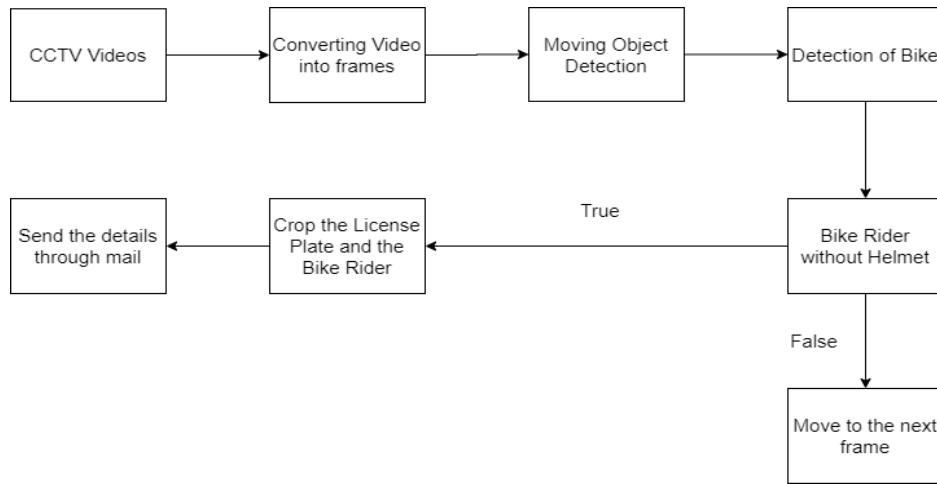 CCTV Videos
Converting Video
into frames
Moving Object
Detection
Detection of Bike
True
Send the details
through mail
Crop the License
Plate and the
Bike Rider
Bike Rider
without Helmet
False
Move to the next
frame